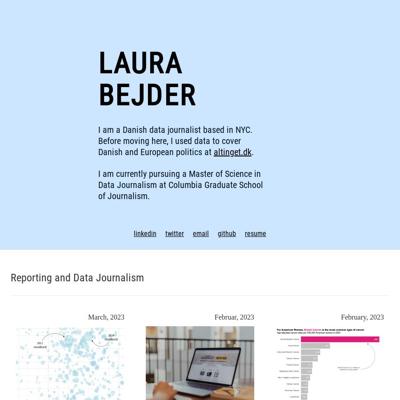 LAURA
BEJDER
I am a Danish data journalist based in NYC.
Before moving here, I used data to cover
Danish and European politics at altinget.dk.
I am currently pursuing a Master of Science in
Data Journalism at Columbia Graduate School
of Journalism.
linkedin twitter email github resume
Reporting and Data Journalism
March, 2023
Februar, 2023
February, 2023